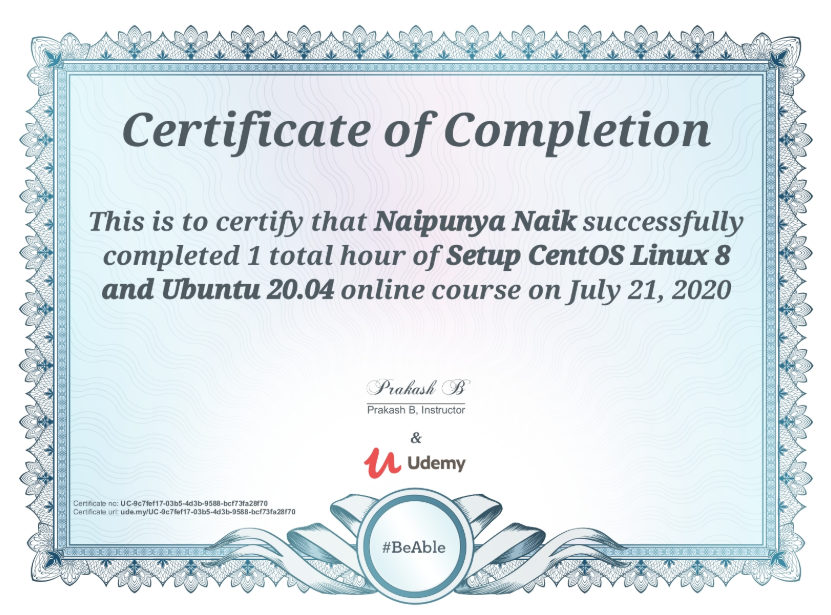 Certificate of Completion
This is to certify that Naipunya Naik successfully
completed 1 total hour of Setup CentOS Linux 8
and Ubuntu 20.04 online course on July 21, 2020
Prakash B
Prakash B, Instructor
&
Udemy
Certificate no: UC-9c7fef17-03b5-4d3b-9588-bcf73fa28f70
Certificate url: ude.my/UC-9c7fef17-03b5-4d3b-9588-bcf73fa28f70
#BeAble